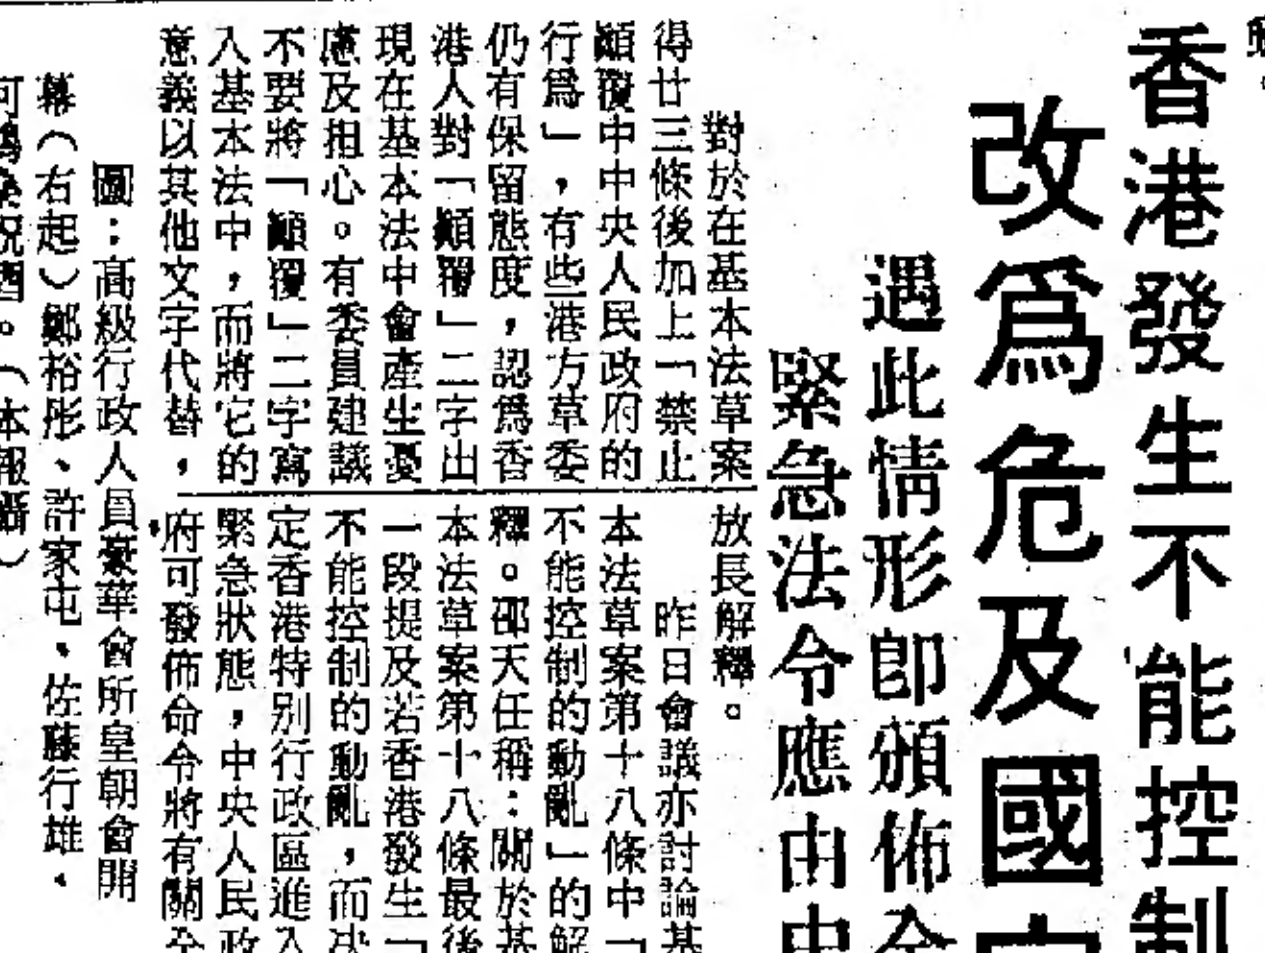 香港發生不能控制
改爲危及國
遇此情形即頒佈全
緊急法令應由中
對於在基本法草案
得廿三條後加上「禁止
顚覆中中央人民政府的
行爲」，有些港方草委
仍有保留態度，認爲香
港人對「顚覆」二字出
現在基本法中會產生憂
慮及担心。有委員建議
不要將「顚覆」二字寫
入基本法中，而將它的
意義以其他文字代替，
放長解釋。
昨日會議亦討論基
本法草案第十八條中「
不能控制的動亂」的解
釋。邵天任稱：關於基
本法草案第十八條最後
一段提及若香港發生「
不能控制的動亂，而决
定香港特別行政區進入
緊急狀態，中央人民政
府可發佈命令將有關全
圖：高級行政人員豪華會所皇朝會開
幕（右起）鄭裕彤、許家屯、佐藤行雄、
何鴻燊祝酒。（本報攝）